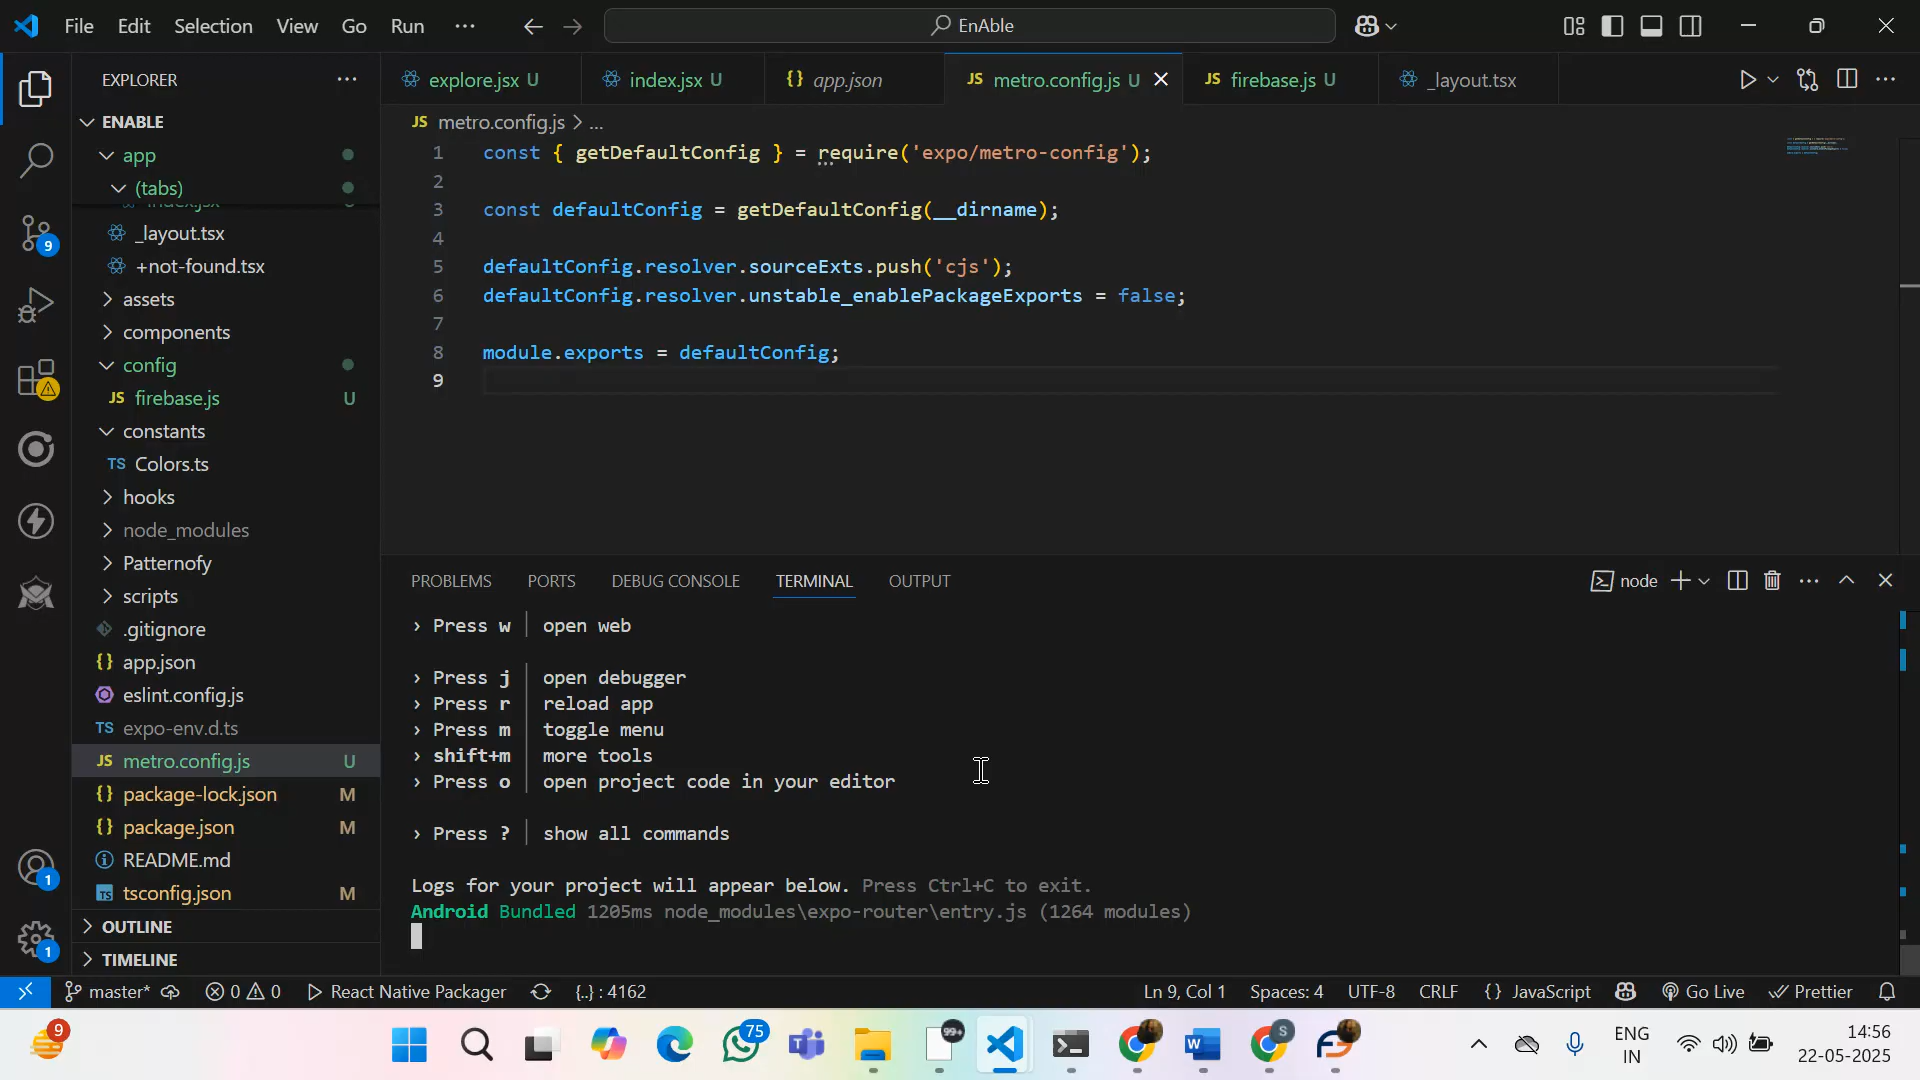 File Edit Selection View Go Run ...
EnAble
EXPLORER
explore.jsx U
index.jsx U
{} app.json
JS metro.config.js U
JS firebase.js U
_layout.tsx
ENABLE
app
(tabs)
index.jsx
_layout.tsx
+not-found.tsx
assets
components
config
JS firebase.js U
constants
TS Colors.ts
hooks
node_modules
Patternofy
scripts
.gitignore
{} app.json
eslint.config.js
TS expo-env.d.ts
JS metro.config.js U
{} package-lock.json M
{} package.json M
README.md
TS tsconfig.json M
OUTLINE
TIMELINE
9
1
1
JS metro.config.js > ...
1 const { getDefaultConfig } = require('expo/metro-config');
2
3 const defaultConfig = getDefaultConfig(__dirname);
4
5 defaultConfig.resolver.sourceExts.push('cjs');
6 defaultConfig.resolver.unstable_enablePackageExports = false;
7
8 module.exports = defaultConfig;
9
PROBLEMS PORTS DEBUG CONSOLE TERMINAL OUTPUT
node
› Press w │ open web
› Press j │ open debugger
› Press r │ reload app
› Press m │ toggle menu
› shift+m │ more tools
› Press o │ open project code in your editor
› Press ? │ show all commands
Logs for your project will appear below. Press Ctrl+C to exit.
Android Bundled 1205ms node_modules\expo-router\entry.js (1264 modules)
master* 0 0 React Native Packager {..} : 4162
Ln 9, Col 1 Spaces: 4 UTF-8 CRLF {} JavaScript Go Live Prettier
9
75
99+
S
ENG
IN
14:56
22-05-2025